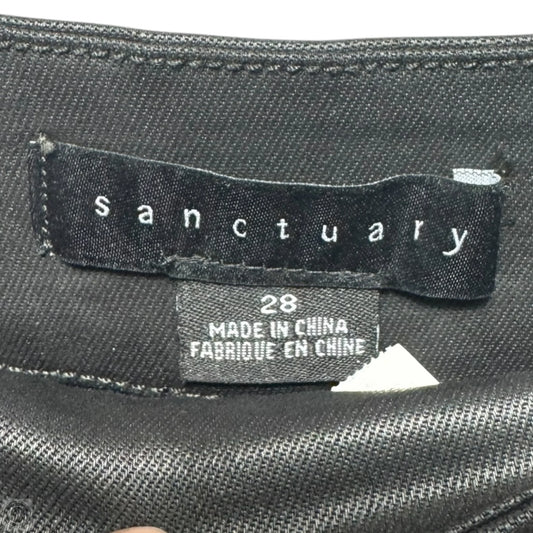 sanctuary
28
MADE IN CHINA
FABRIQUE EN CHINE